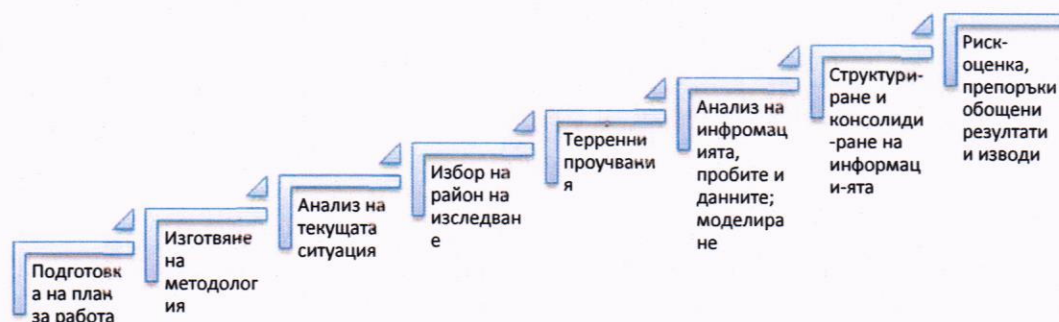 Подготовк
а на план
за работа
Изготвяне
на
методолог
ия
Анализ на
текущата
ситуация
Избор на
район на
изследван
е
Терренни
проучвани
я
Анализ на
инфромац
ията,
пробите и
данните;
моделира
не
Структури-
ране и
консолиди
-ране на
информац
и-ята
Риск-
оценка,
препоръки
обощени
резултати
и изводи